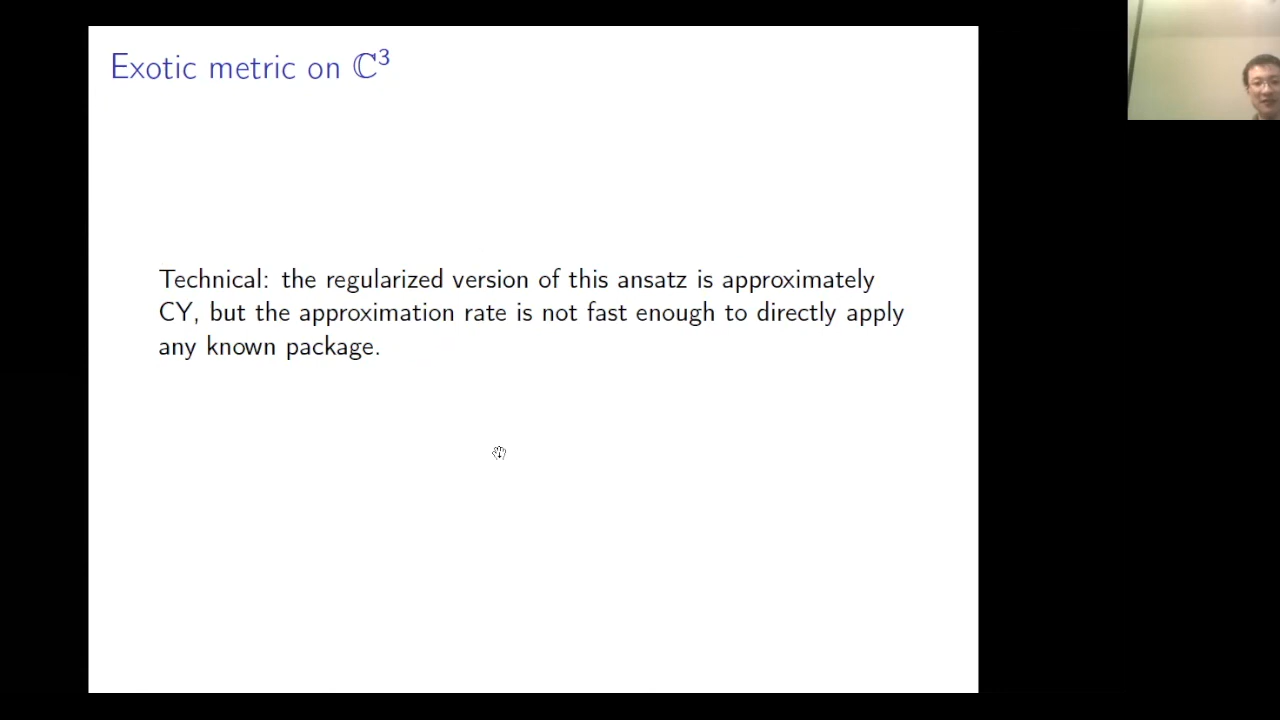 Exotic metric on ℂ³
Technical: the regularized version of this ansatz is approximately
CY, but the approximation rate is not fast enough to directly apply
any known package.